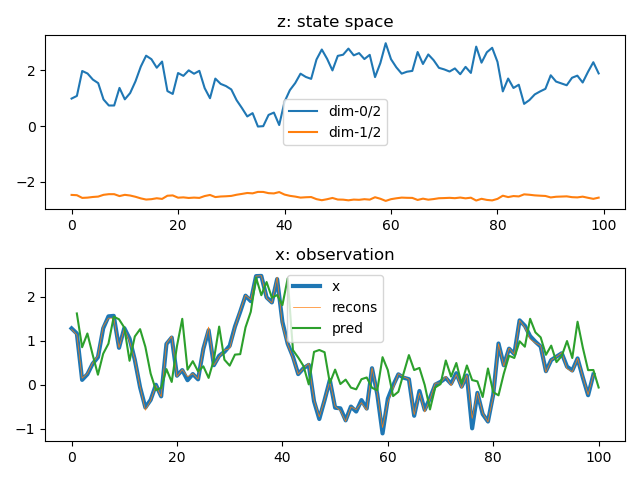 z: state space
2
0
−2
dim-0/2
dim-1/2
0 20 40 60 80 100
x: observation
2
1
0
−1
x
recons
pred
0 20 40 60 80 100